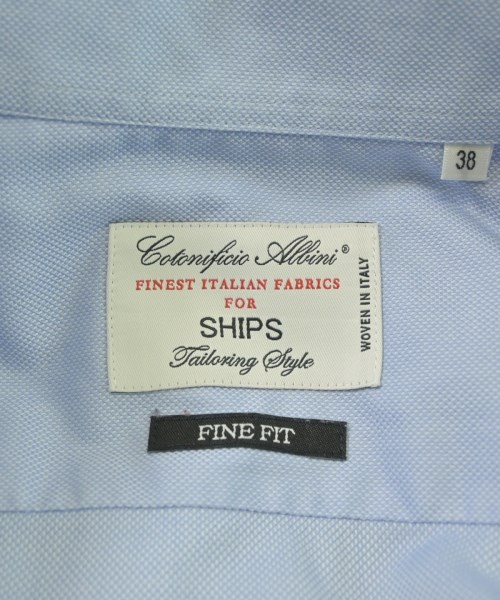 38
Cotonificio Albini®
FINEST ITALIAN FABRICS
FOR
SHIPS
Tailoring Style
WOVEN IN ITALY
FINE FIT